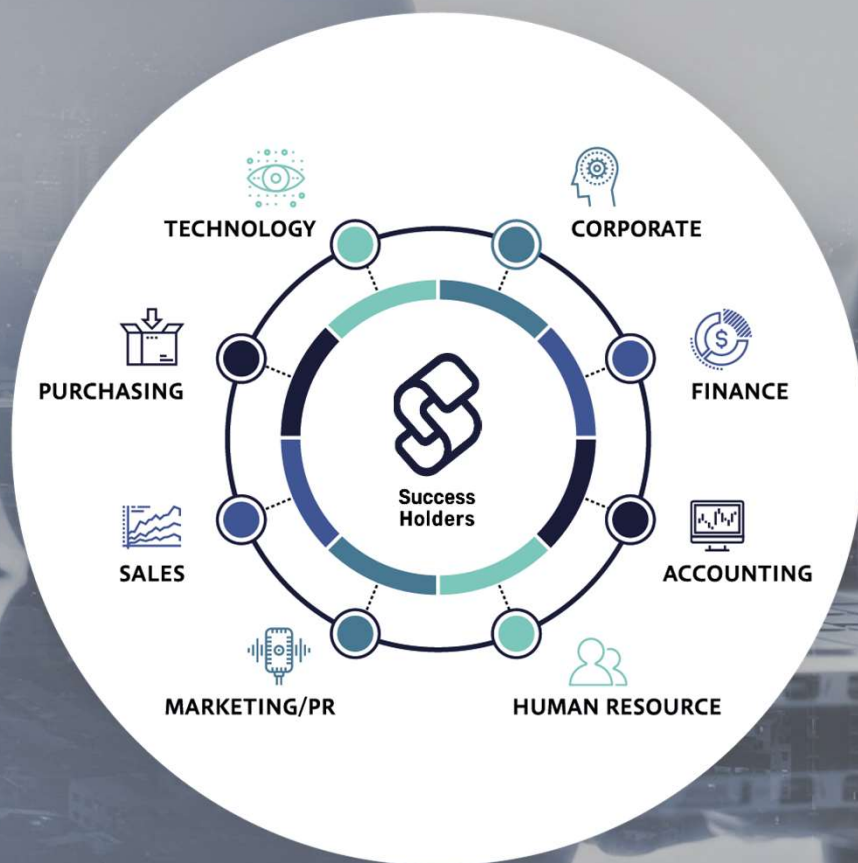 TECHNOLOGY
CORPORATE
PURCHASING
FINANCE
Success
Holders
SALES
ACCOUNTING
MARKETING/PR
HUMAN RESOURCE